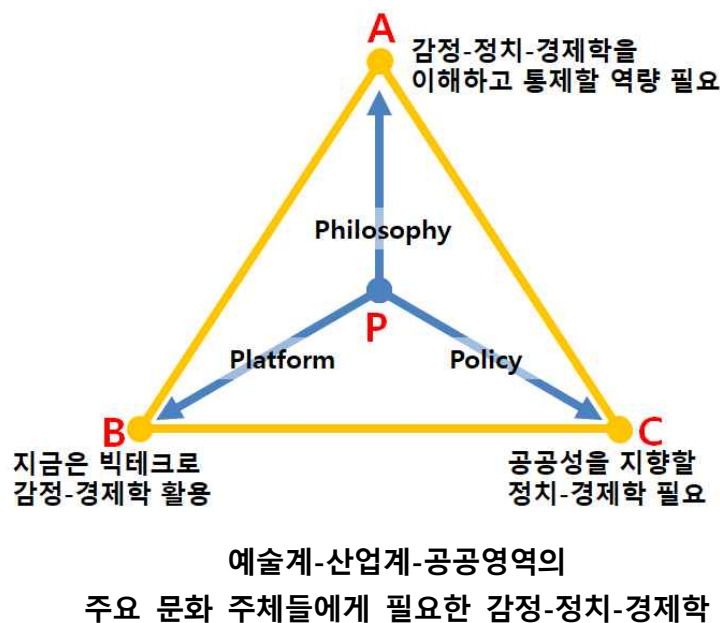 A
감정-정치-경제학을
이해하고 통제할 역량 필요
Philosophy
P
Platform
Policy
B
C
지금은 빅테크로
감정-경제학 활용
공공성을 지향할
정치-경제학 필요
예술계-산업계-공공영역의
주요 문화 주체들에게 필요한 감정-정치-경제학